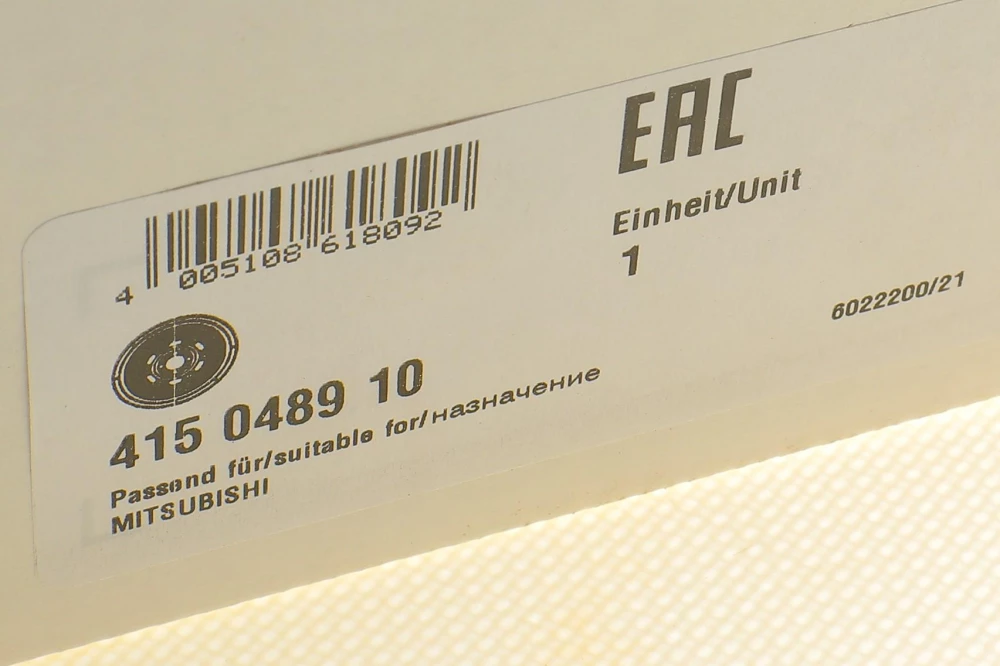 EAC
4 005108 618092
Einheit/Unit
1
6022200/21
415 0489 10
Passend für/suitable for/назначение
MITSUBISHI